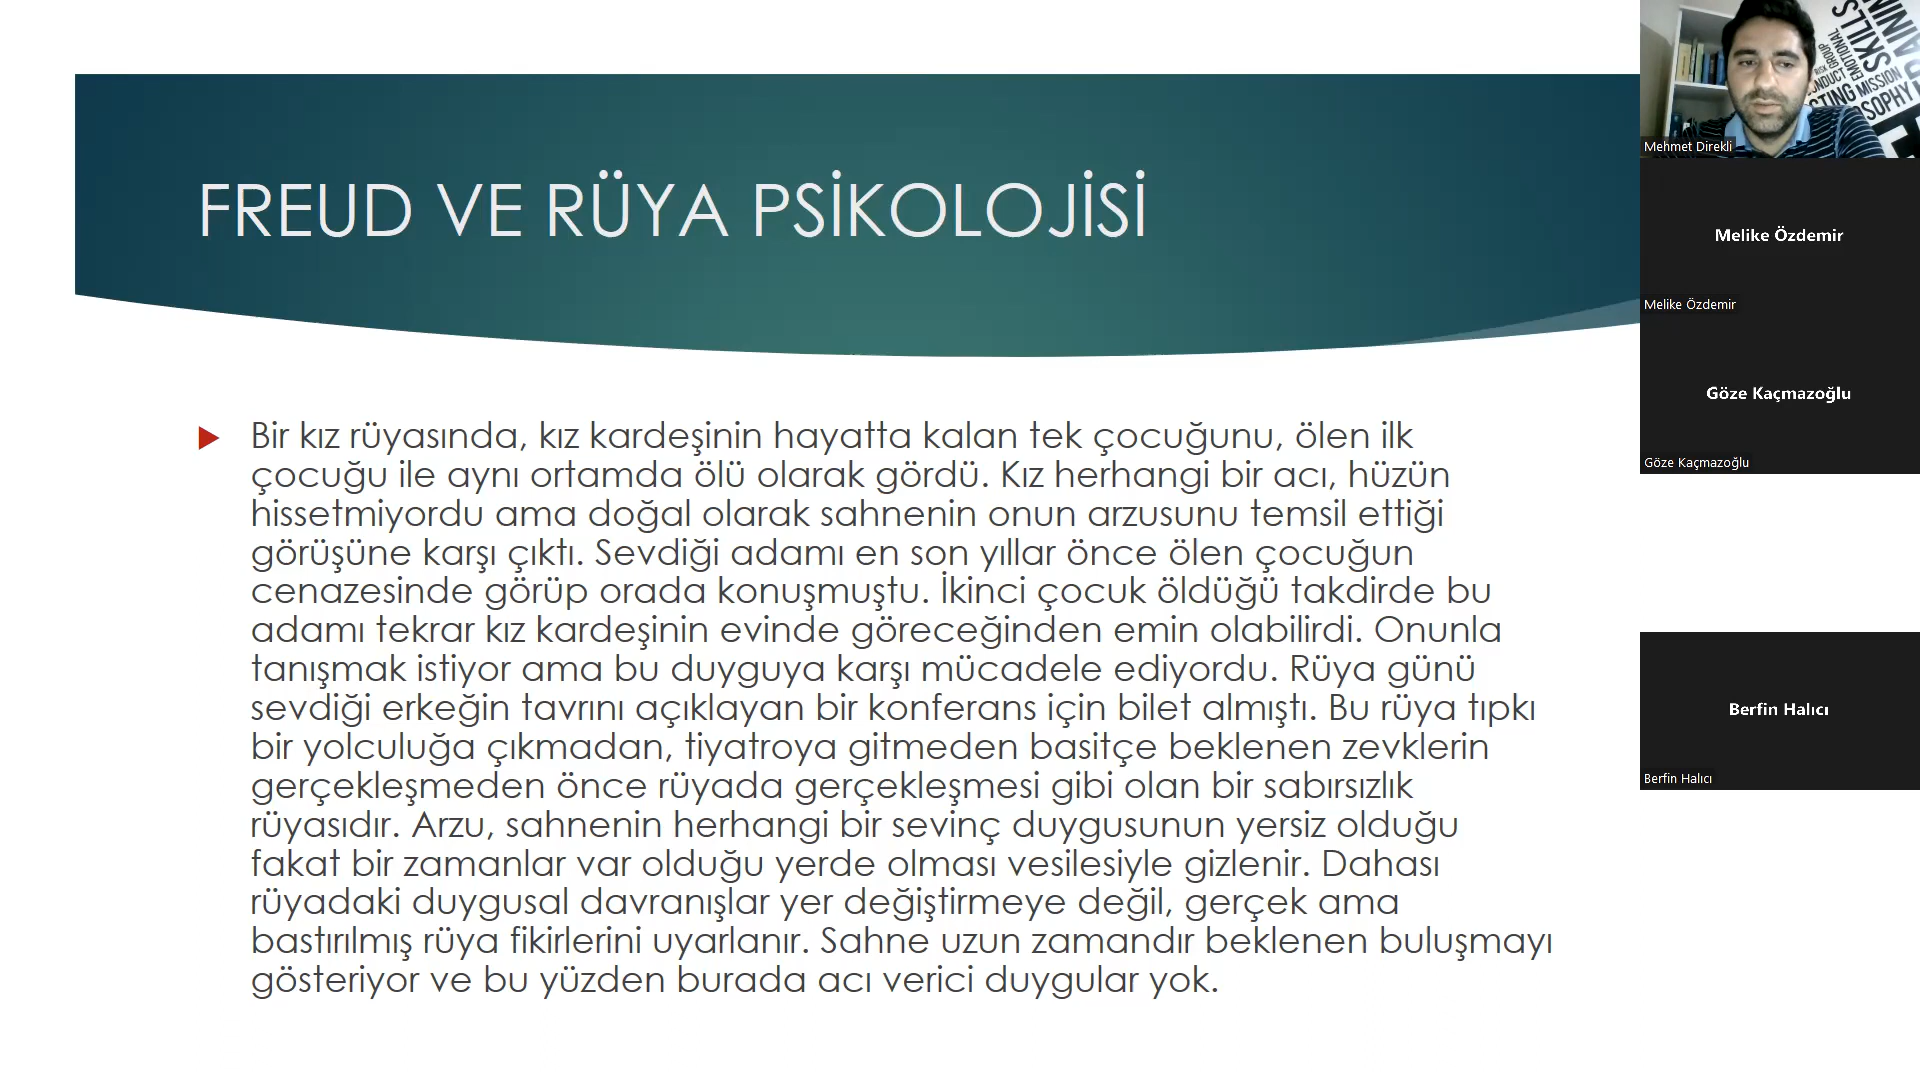 FREUD VE RÜYA PSİKOLOJİSİ
Bir kız rüyasında, kız kardeşinin hayatta kalan tek çocuğunu, ölen ilk
çocuğu ile aynı ortamda ölü olarak gördü. Kız herhangi bir acı, hüzün
hissetmiyordu ama doğal olarak sahnenin onun arzusunu temsil ettiği
görüşüne karşı çıktı. Sevdiği adamı en son yıllar önce ölen çocuğun
cenazesinde görüp orada konuşmuştu. İkinci çocuk öldüğü takdirde bu
adamı tekrar kız kardeşinin evinde göreceğinden emin olabilirdi. Onunla
tanışmak istiyor ama bu duyguya karşı mücadele ediyordu. Rüya günü
sevdiği erkeğin tavrını açıklayan bir konferans için bilet almıştı. Bu rüya tıpkı
bir yolculuğa çıkmadan, tiyatroya gitmeden basitçe beklenen zevklerin
gerçekleşmeden önce rüyada gerçekleşmesi gibi olan bir sabırsızlık
rüyasıdır. Arzu, sahnenin herhangi bir sevinç duygusunun yersiz olduğu
fakat bir zamanlar var olduğu yerde olması vesilesiyle gizlenir. Dahası
rüyadaki duygusal davranışlar yer değiştirmeye değil, gerçek ama
bastırılmış rüya fikirlerini uyarlanır. Sahne uzun zamandır beklenen buluşmayı
gösteriyor ve bu yüzden burada acı verici duygular yok.
SKILLS
EMOTIONAL
GROUP
RISK
MISSION
Mehmet Direkli
Melike Özdemir
Melike Özdemir
Göze Kaçmazoğlu
Göze Kaçmazoğlu
Berfin Halıcı
Berfin Halıcı